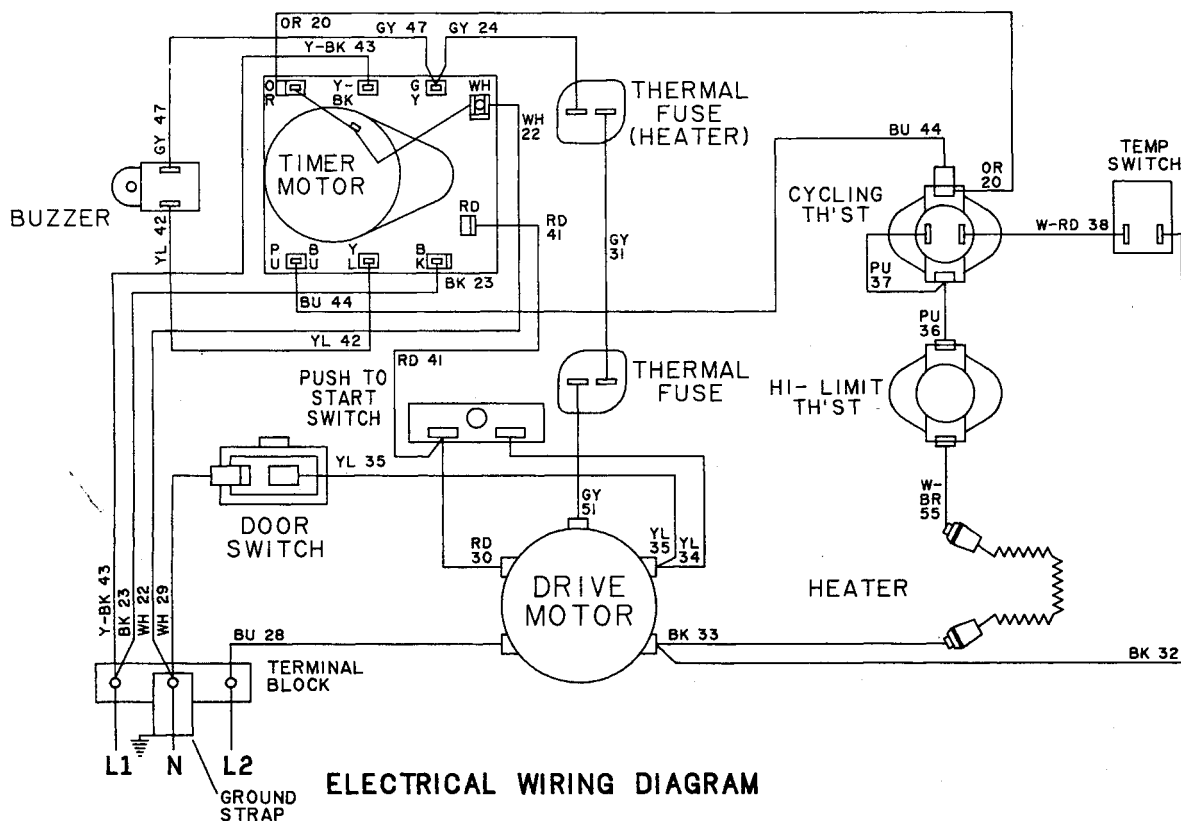 OR 20
GY 47
GY 24
Y-BK 43
OR
Y-BK
GY
WH
WH 22
THERMAL
FUSE
(HEATER)
BU 44
TEMP
SWITCH
GY 47
TIMER
MOTOR
CYCLING
TH'ST
OR 20
BUZZER
YL 42
RD
RD 41
GY 31
W-RD 38
PU
BU
YL
BK
BK 23
PU 37
BU 44
YL 42
RD 41
PU 36
PUSH TO
START
SWITCH
THERMAL
FUSE
HI-LIMIT
TH'ST
YL 35
GY 51
W-BR 55
DOOR
SWITCH
RD 30
YL 35
YL 34
DRIVE
MOTOR
HEATER
Y-BK 43
BK 23
WH 22
WH 29
BU 28
BK 33
BK 32
TERMINAL
BLOCK
L1 N L2
ELECTRICAL WIRING DIAGRAM
GROUND
STRAP